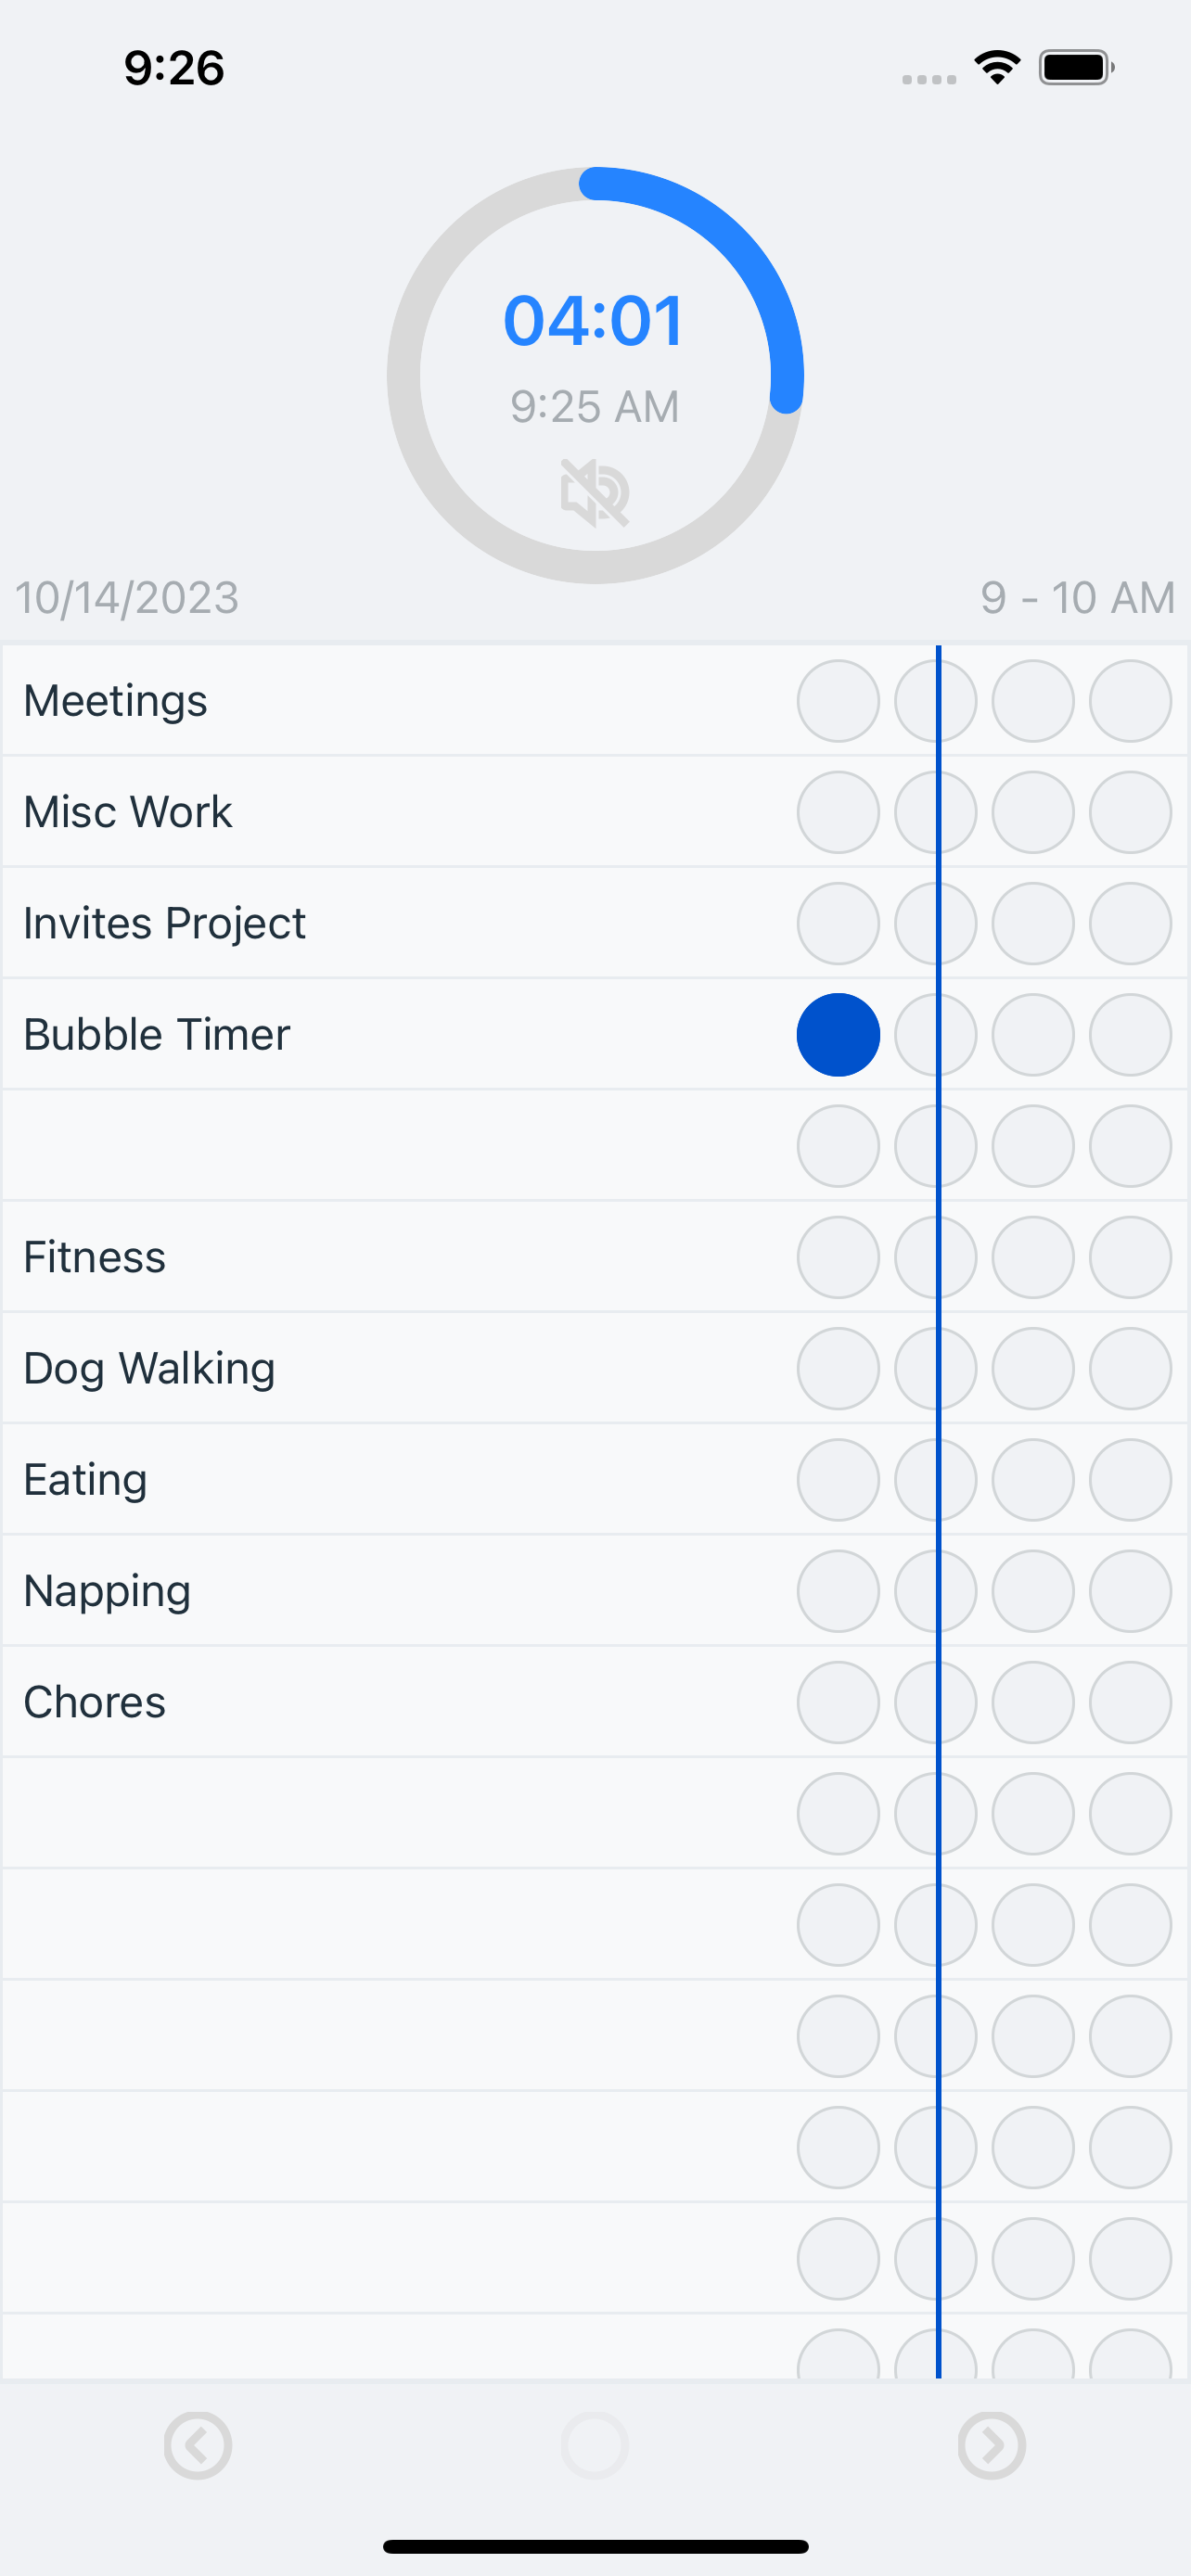 9:26
04:01
9:25 AM
10/14/2023
9 - 10 AM
Meetings
Misc Work
Invites Project
Bubble Timer
Fitness
Dog Walking
Eating
Napping
Chores